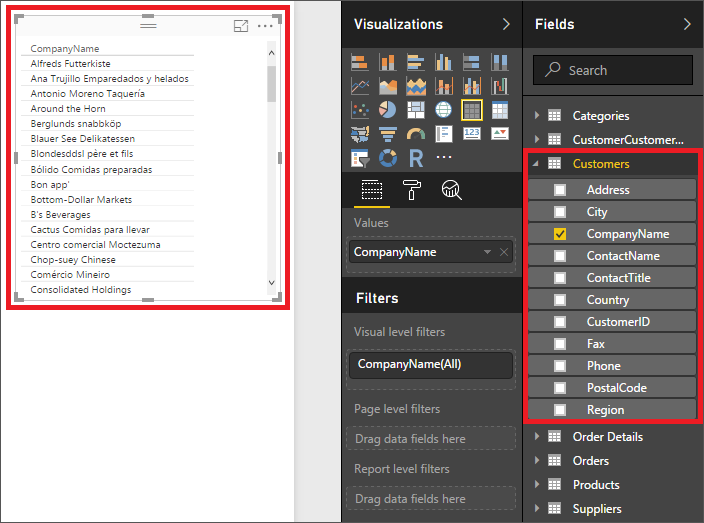 CompanyName
Alfreds Futterkiste
Ana Trujillo Emparedados y helados
Antonio Moreno Taquería
Around the Horn
Berglunds snabbköp
Blauer See Delikatessen
Blondesddsl père et fils
Bólido Comidas preparadas
Bon app'
Bottom-Dollar Markets
B's Beverages
Cactus Comidas para llevar
Centro comercial Moctezuma
Chop-suey Chinese
Comércio Mineiro
Consolidated Holdings
Visualizations
R
123
Values
CompanyName
Filters
Visual level filters
CompanyName(All)
Page level filters
Drag data fields here
Report level filters
Drag data fields here
Fields
Search
Categories
CustomerCustomer...
Customers
Address
City
CompanyName
ContactName
ContactTitle
Country
CustomerID
Fax
Phone
PostalCode
Region
Order Details
Orders
Products
Suppliers